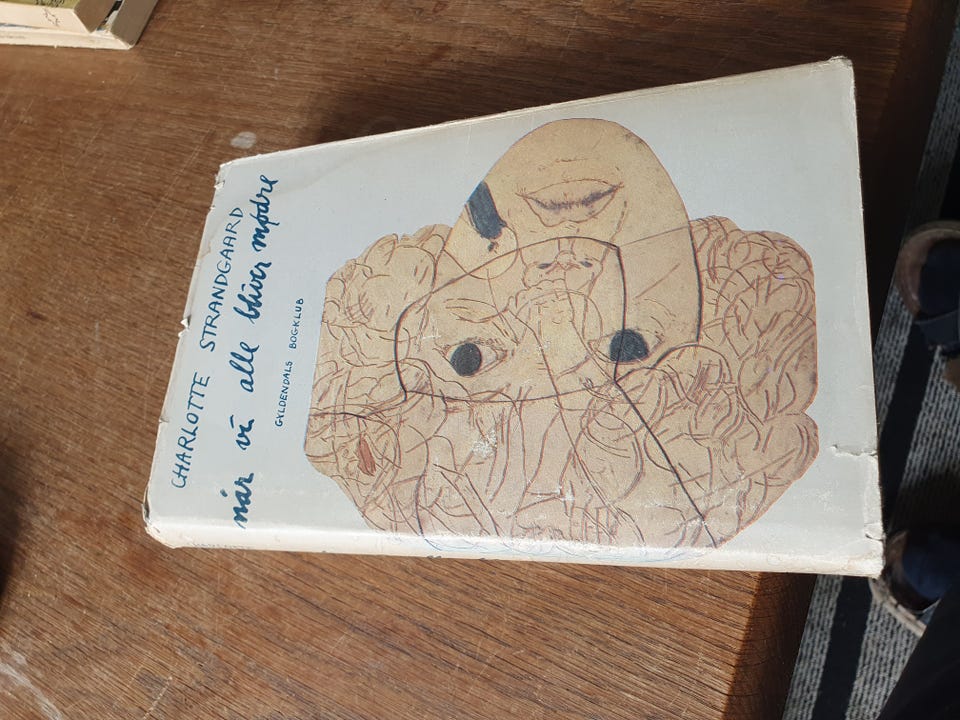 CHARLOTTE STRANDGAARD
når vi alle bliver mødre
GYLDENDALS BOGKLUB